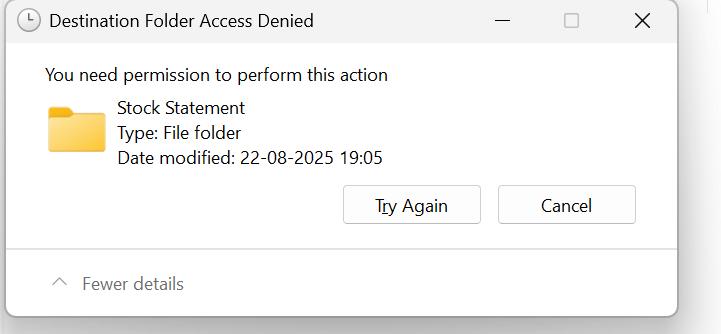 Destination Folder Access Denied
You need permission to perform this action
Stock Statement
Type: File folder
Date modified: 22-08-2025 19:05
Try Again
Cancel
Fewer details